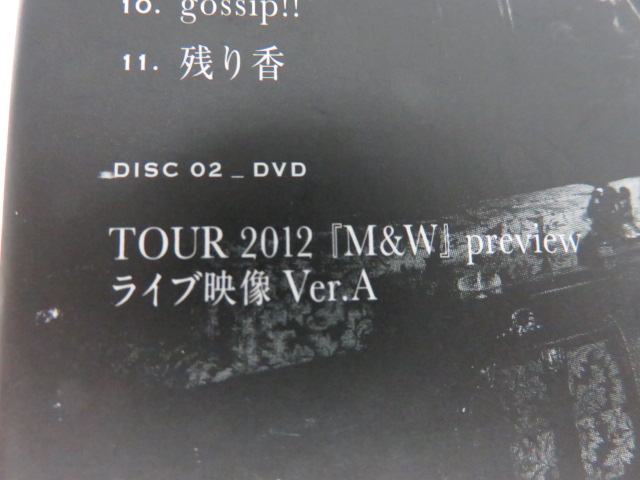 10. gossip!!
11. 残り香
DISC 02 _ DVD
TOUR 2012 『M&W』 preview
ライブ映像 Ver.A